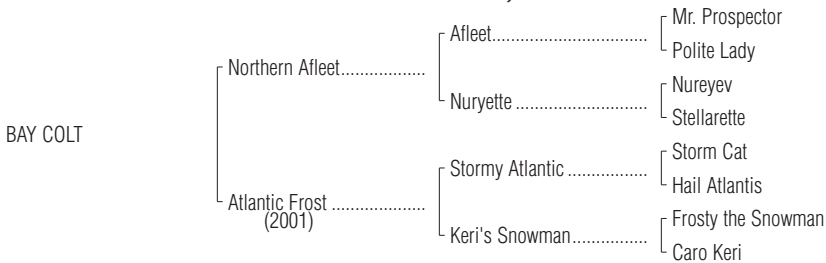 Mr. Prospector
Afleet.................................
Polite Lady
Northern Afleet..................
Nureyev
Nuryette ............................
Stellarette
BAY COLT
Storm Cat
Stormy Atlantic .................
Hail Atlantis
Atlantic Frost ....................
(2001)
Frosty the Snowman
Keri's Snowman................
Caro Keri